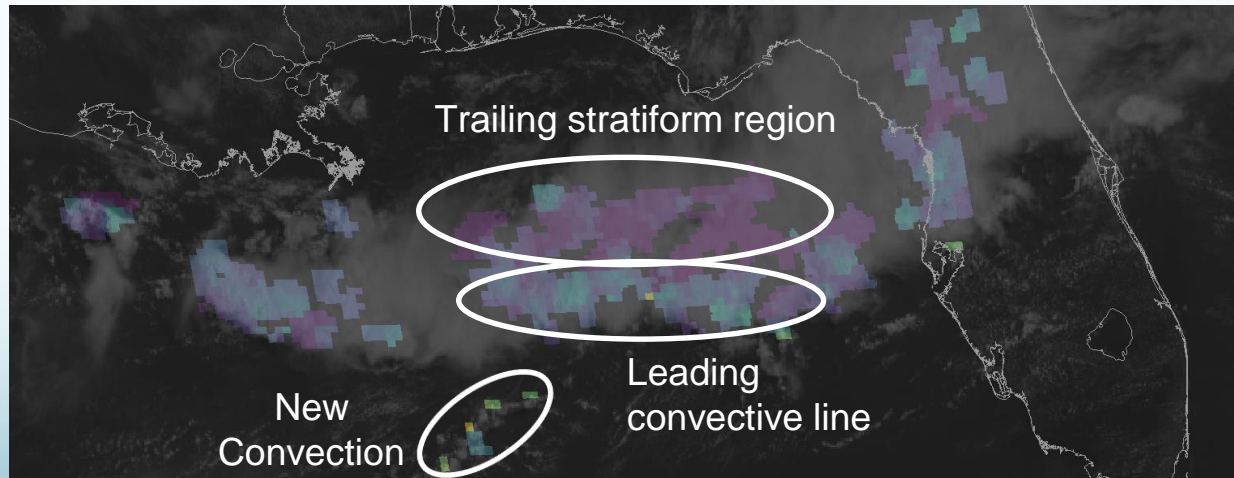 Trailing stratiform region
Leading
convective line
New
Convection